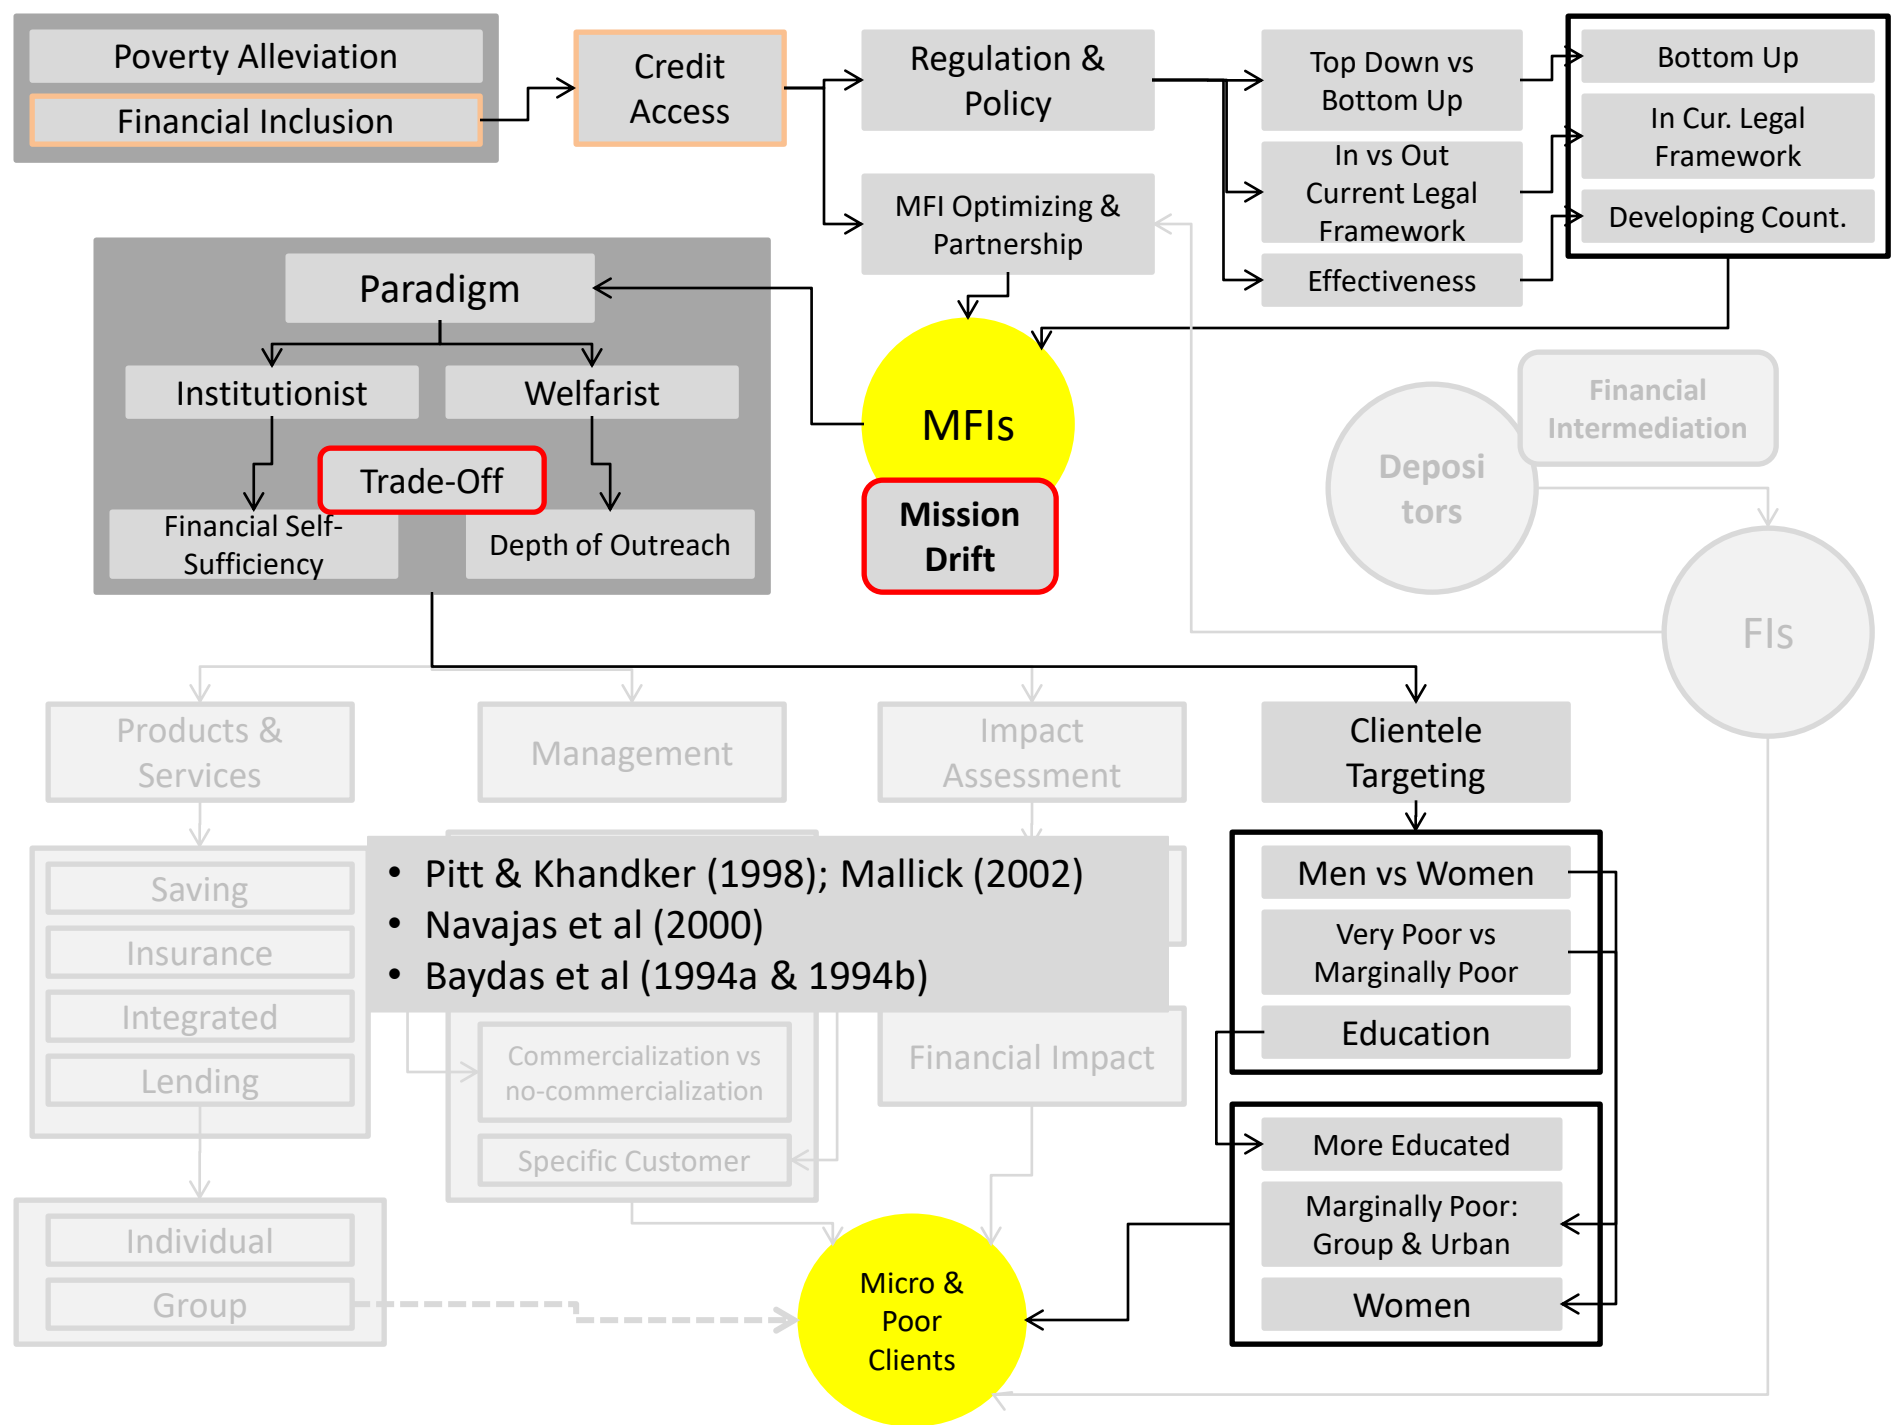 Poverty Alleviation
Financial Inclusion
Credit
Access
Regulation &
Policy
MFI Optimizing &
Partnership
Top Down vs
Bottom Up
In vs Out
Current Legal
Framework
Effectiveness
Bottom Up
In Cur. Legal
Framework
Developing Count.
Paradigm
Institutionist
Welfarist
Trade-Off
Financial Self-
Sufficiency
Depth of Outreach
MFIs
Mission
Drift
Financial
Intermediation
Deposi
tors
FIs
Products &
Services
Management
Impact
Assessment
Clientele
Targeting
Saving
Insurance
Integrated
Lending
• Pitt & Khandker (1998); Mallick (2002)
• Navajas et al (2000)
• Baydas et al (1994a & 1994b)
Commercialization vs
no-commercialization
Specific Customer
Financial Impact
Men vs Women
Very Poor vs
Marginally Poor
Education
More Educated
Marginally Poor:
Group & Urban
Women
Individual
Group
Micro &
Poor
Clients